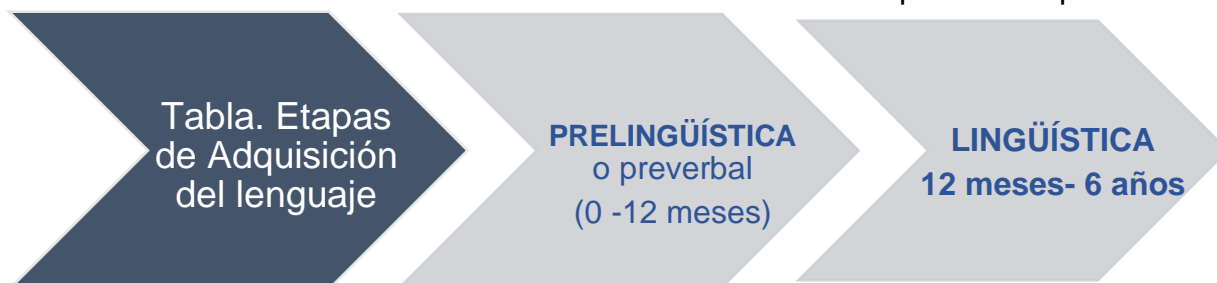 Tabla. Etapas
de Adquisición
del lenguaje
PRELINGÜÍSTICA
o preverbal
(0 -12 meses)
LINGÜÍSTICA
12 meses- 6 años